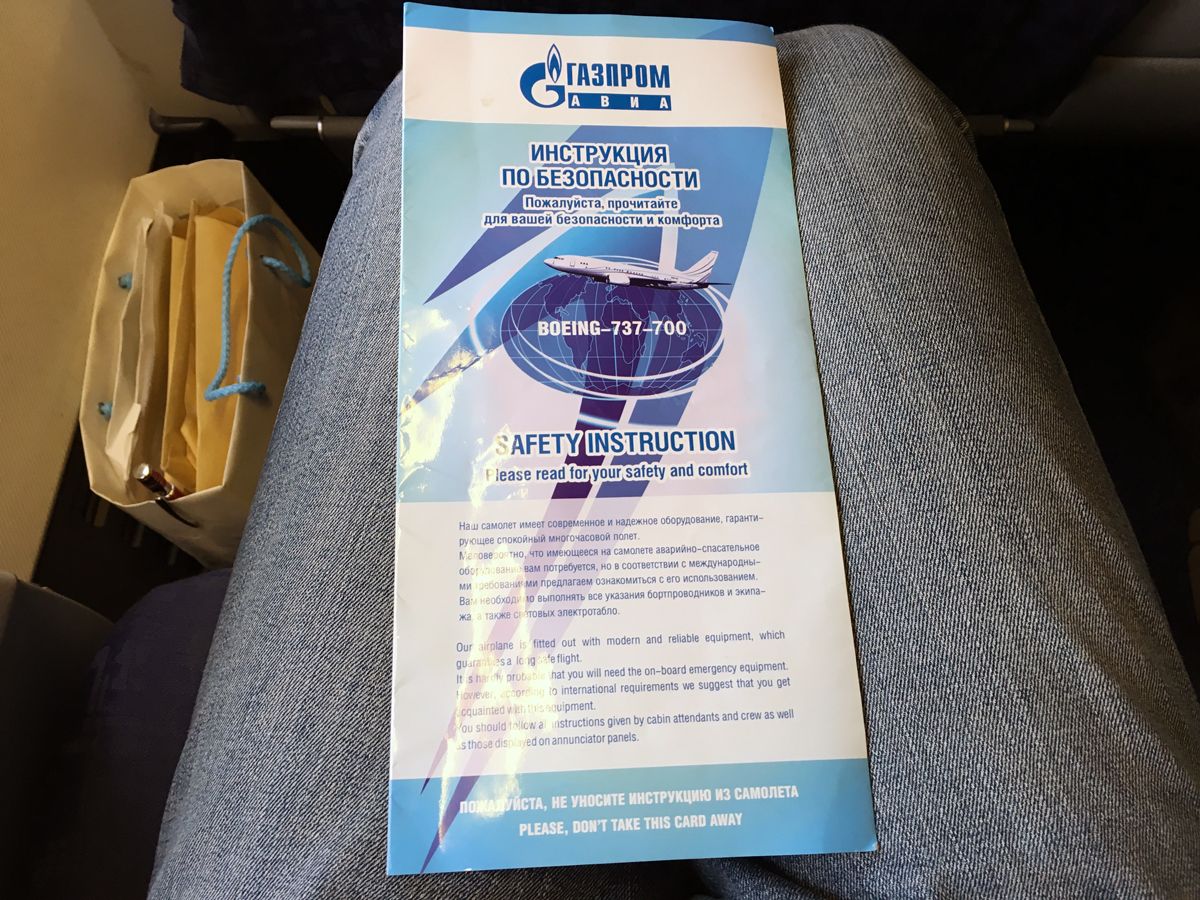 ГАЗПРОМ
АВИА
ИНСТРУКЦИЯ
ПО БЕЗОПАСНОСТИ
Пожалуйста, прочитайте
для вашей безопасности и комфорта
BOEING-737-700
SAFETY INSTRUCTION
Please read for your safety and comfort
Наш самолет имеет современное и надежное оборудование, гаранти-
рующее спокойный многочасовой полет.
Маловероятно, что имеющееся на самолете аварийно-спасательное
оборудование вам потребуется, но в соответствии с международны-
ми требованиями предлагаем ознакомиться с его использованием.
Вам необходимо выполнять все указания бортпроводников и экипа-
жа, а также световых электротабло.
Our airplane is fitted out with modern and reliable equipment, which
guaranties a long safe flight.
It is hardly probable that you will need the on-board emergency equipment.
However, according to international requirements we suggest that you get
acquainted with this equipment.
You should follow all instructions given by cabin attendants and crew as well
as those displayed on annunciator panels.
ПОЖАЛУЙСТА, НЕ УНОСИТЕ ИНСТРУКЦИЮ ИЗ САМОЛЕТА
PLEASE, DON'T TAKE THIS CARD AWAY